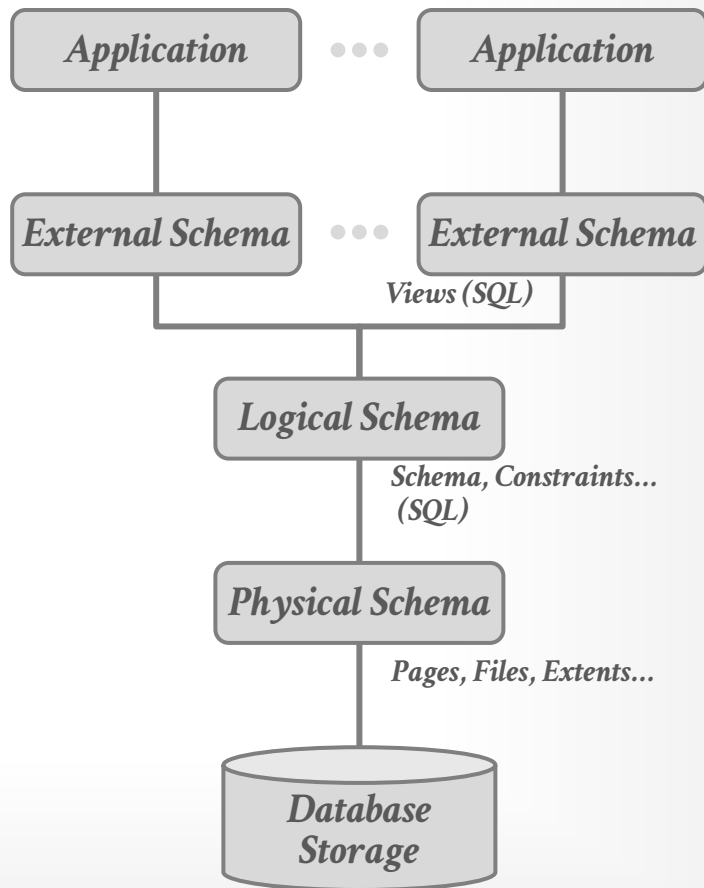 Application ••• Application
External Schema ••• External Schema
Views (SQL)
Logical Schema
Schema, Constraints...
(SQL)
Physical Schema
Pages, Files, Extents...
Database
Storage